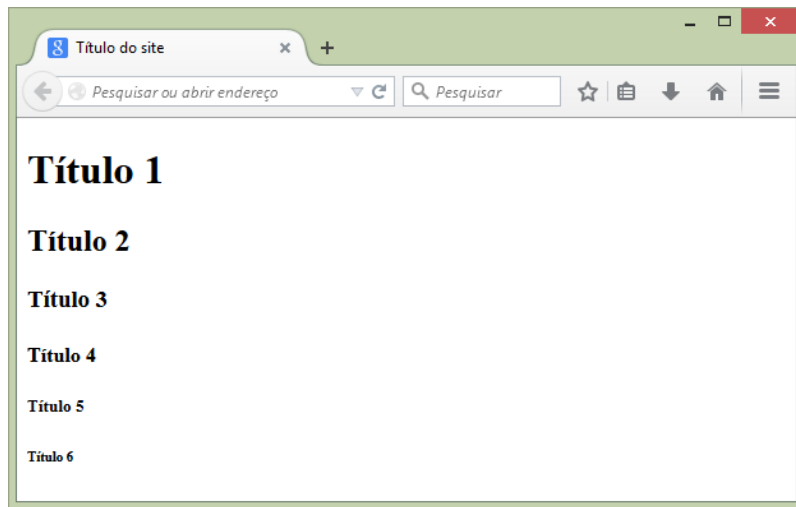 Título do site
Pesquisar ou abrir endereço
Pesquisar
Título 1
Título 2
Título 3
Título 4
Título 5
Título 6